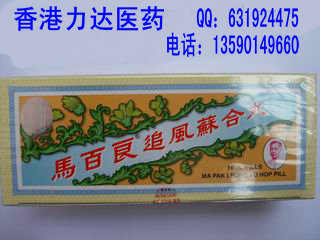 香港力达医药 QQ: 631924475
电话: 13590149660
馬百良追風蘇合丸
MA PAK L
HOP PILL